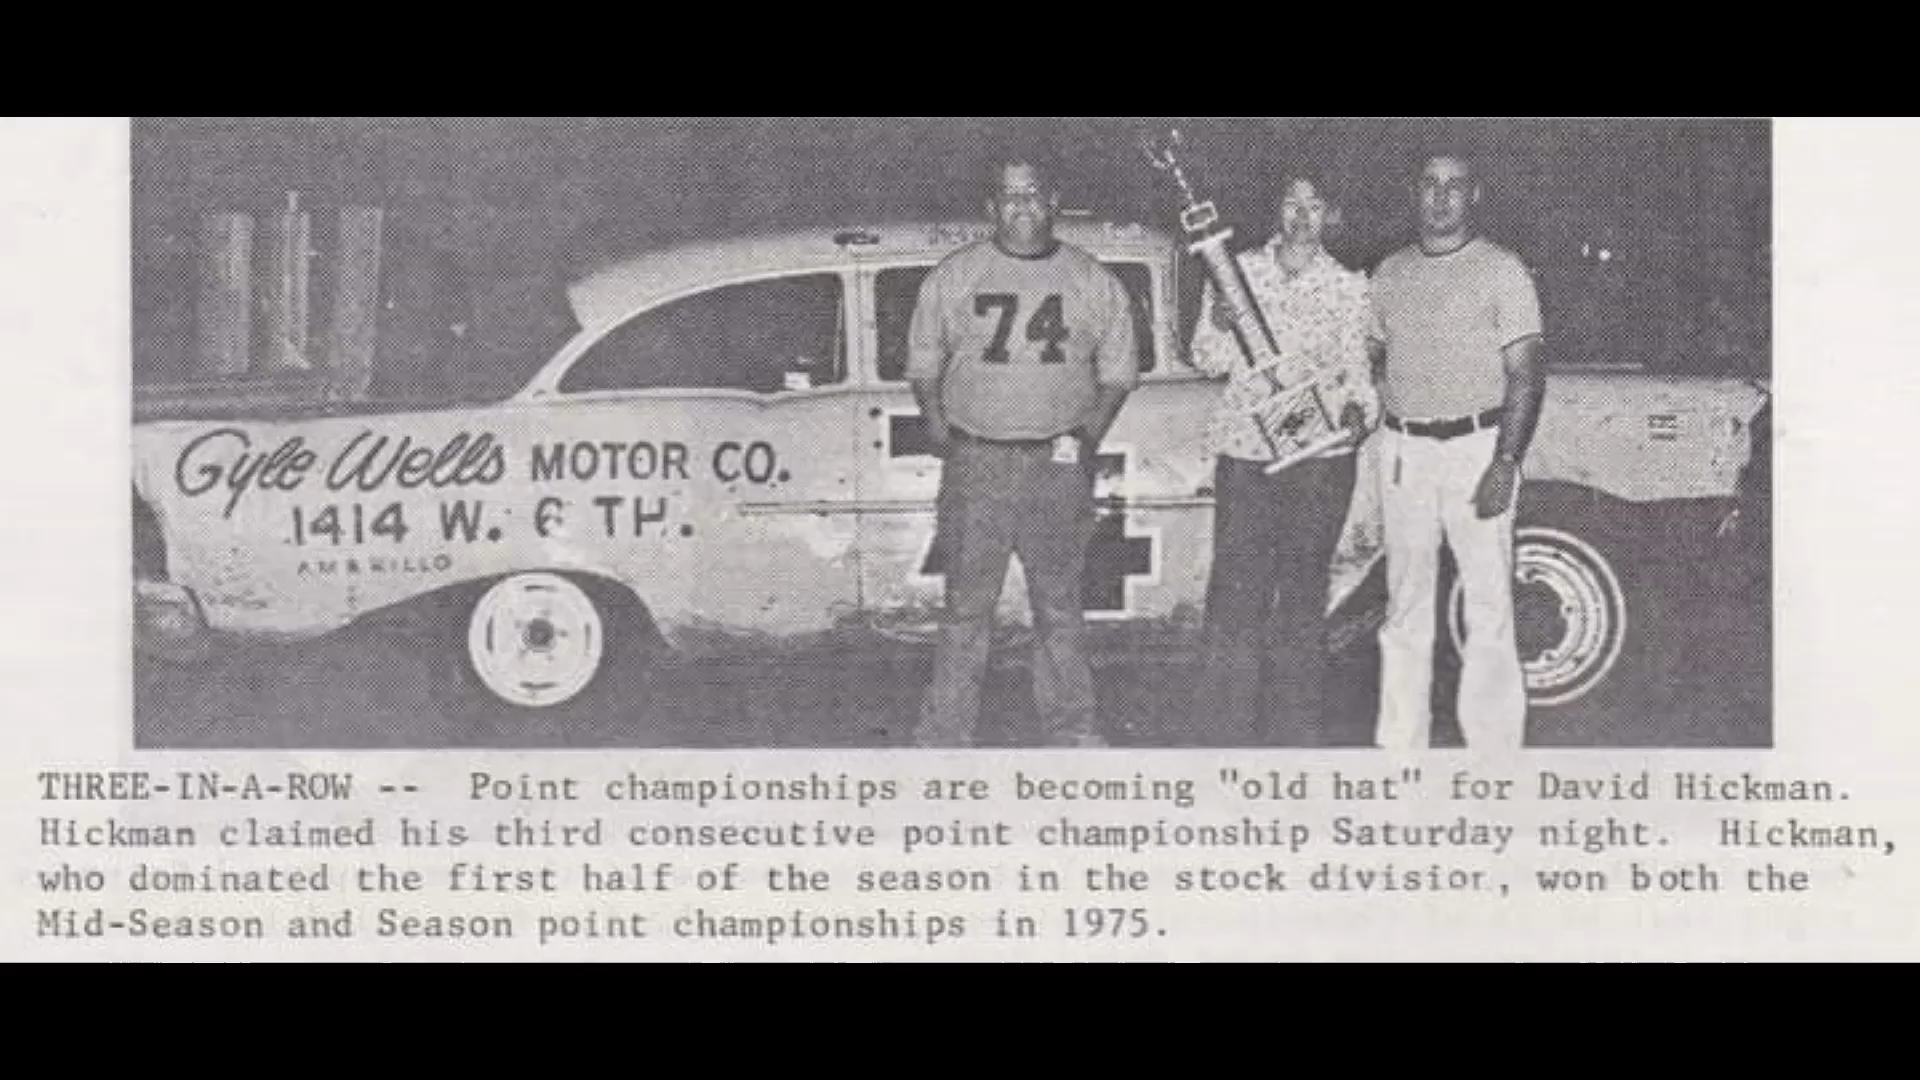 74
Gyle Wells MOTOR CO.
1414 W. 6 TH.
AMARILLO
THREE-IN-A-ROW -- Point championships are becoming "old hat" for David Hickman.
Hickman claimed his third consecutive point championship Saturday night. Hickman,
who dominated the first half of the season in the stock division, won both the
Mid-Season and Season point championships in 1975.